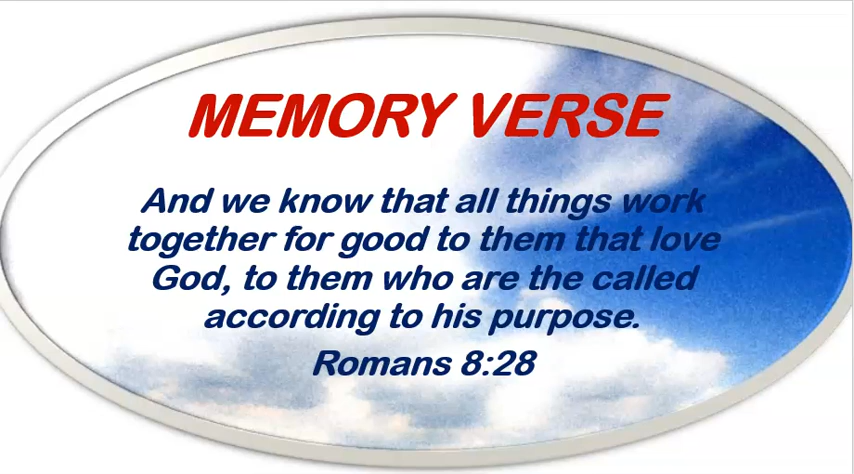 MEMORY VERSE
And we know that all things work
together for good to them that love
God, to them who are the called
according to his purpose.
Romans 8:28